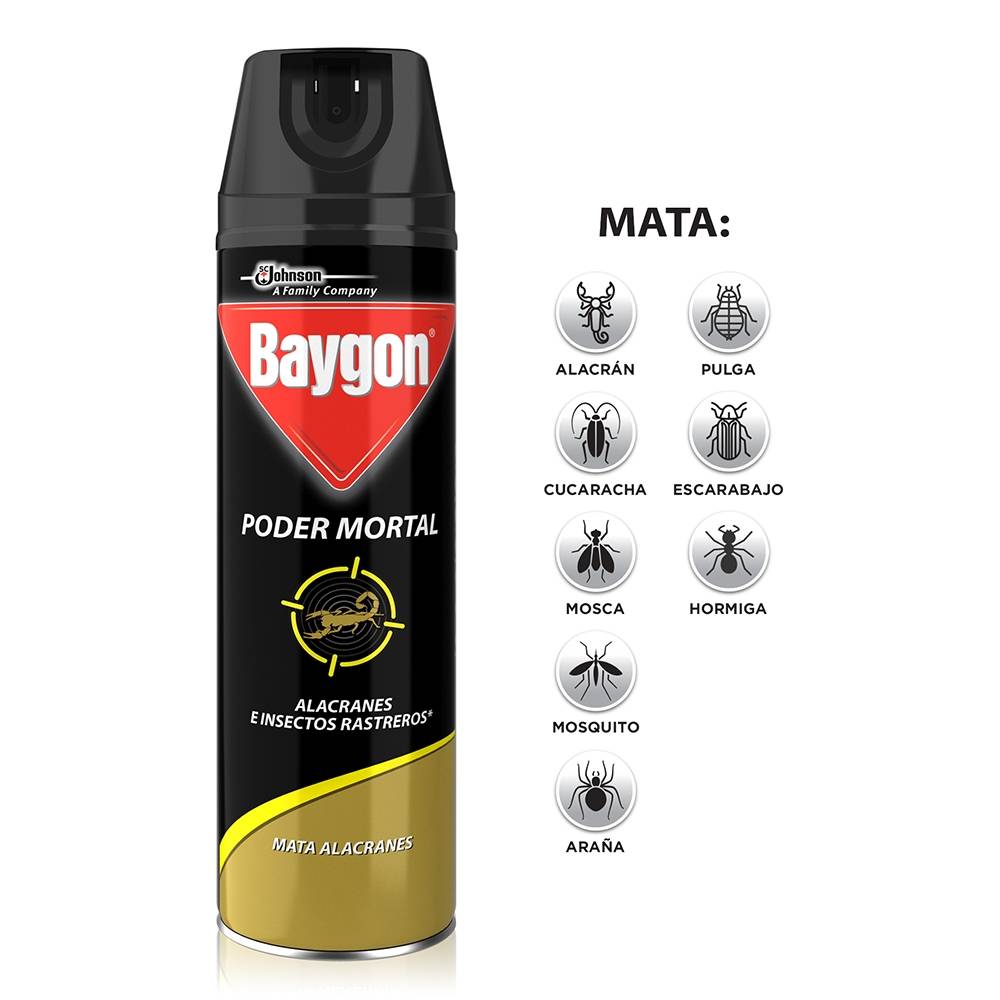 SC Johnson
A Family Company
Baygon®
PODER MORTAL
ALACRANES
E INSECTOS RASTREROS*
MATA ALACRANES
MATA:
ALACRÁN
PULGA
CUCARACHA
ESCARABAJO
MOSCA
HORMIGA
MOSQUITO
ARAÑA